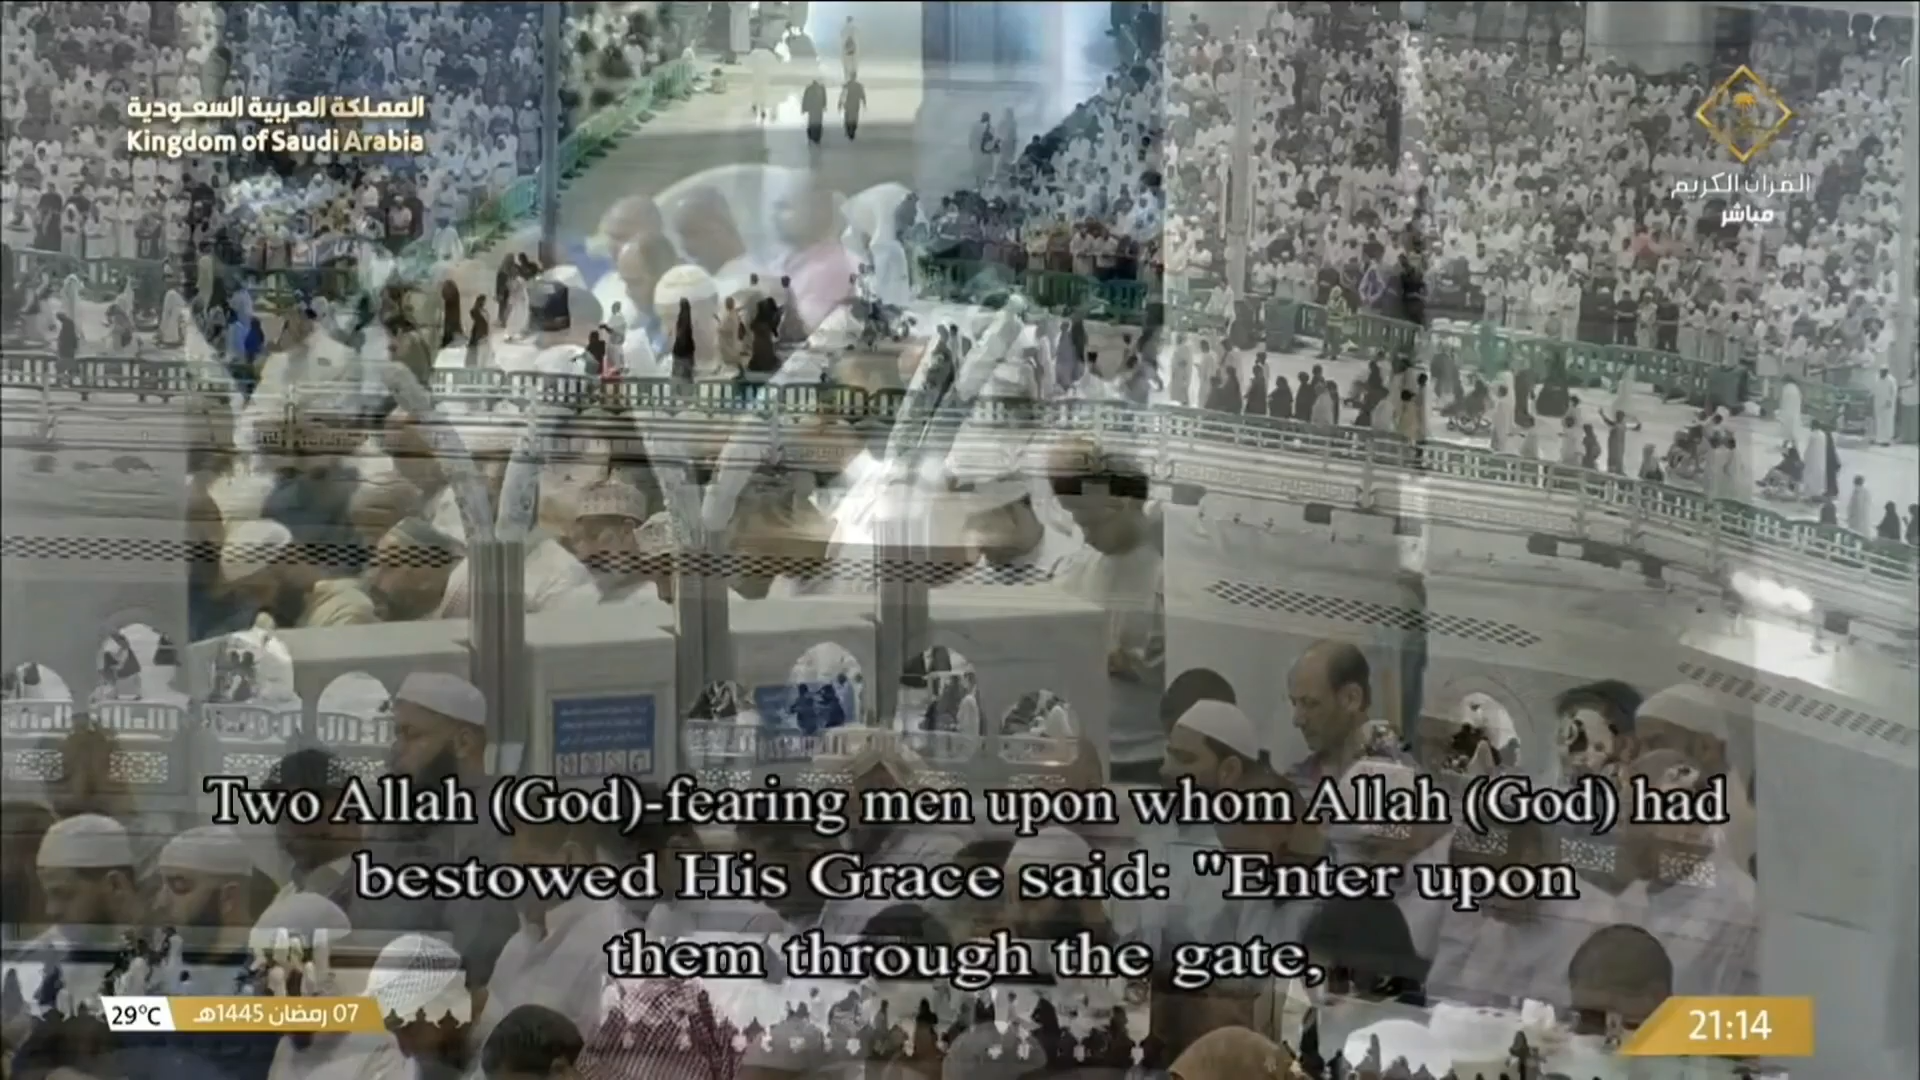 المملكة العربية السعودية
Kingdom of Saudi Arabia
القرآن الكريم
مباشر
Two Allah (God)-fearing men upon whom Allah (God) had
bestowed His Grace said: "Enter upon
them through the gate,
29°C
07 رمضان 1445هـ
21:14